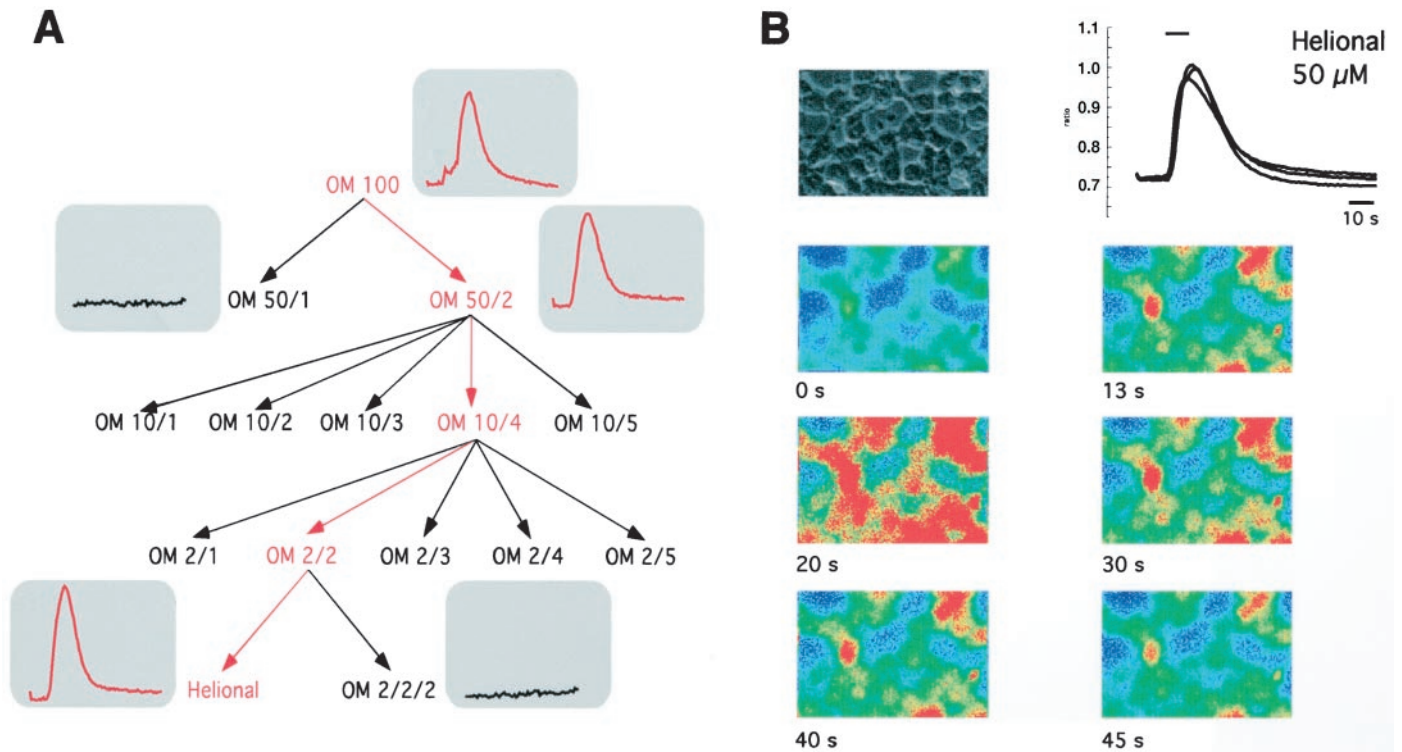 A
OM 100
OM 50/1
OM 50/2
OM 10/1
OM 10/2
OM 10/3
OM 10/4
OM 10/5
OM 2/1
OM 2/2
OM 2/3
OM 2/4
OM 2/5
Helional
OM 2/2/2
B
1.1
1.0
0.9
0.8
0.7
ratio
Helional
50 µM
10 s
0 s
13 s
20 s
30 s
40 s
45 s